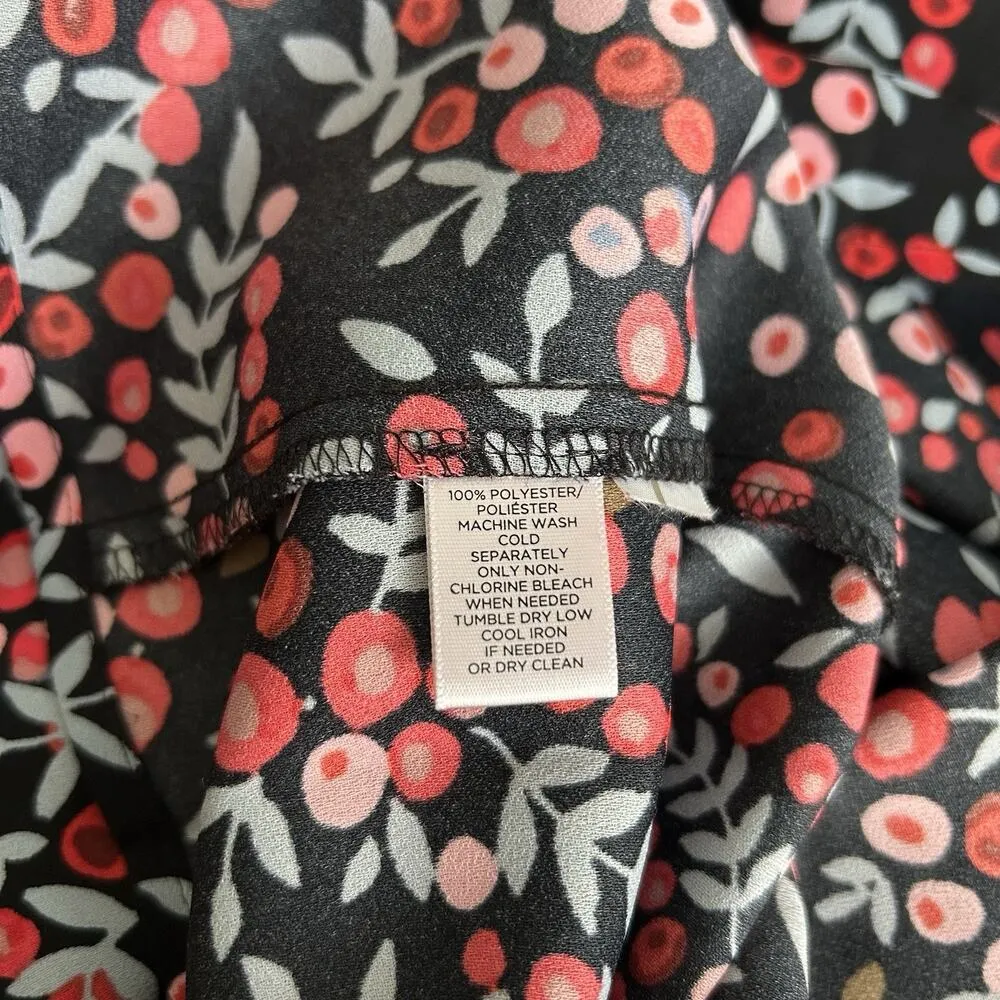 100% POLYESTER/
POLIÉSTER
MACHINE WASH
COLD
SEPARATELY
ONLY NON-
CHLORINE BLEACH
WHEN NEEDED
TUMBLE DRY LOW
COOL IRON
IF NEEDED
OR DRY CLEAN